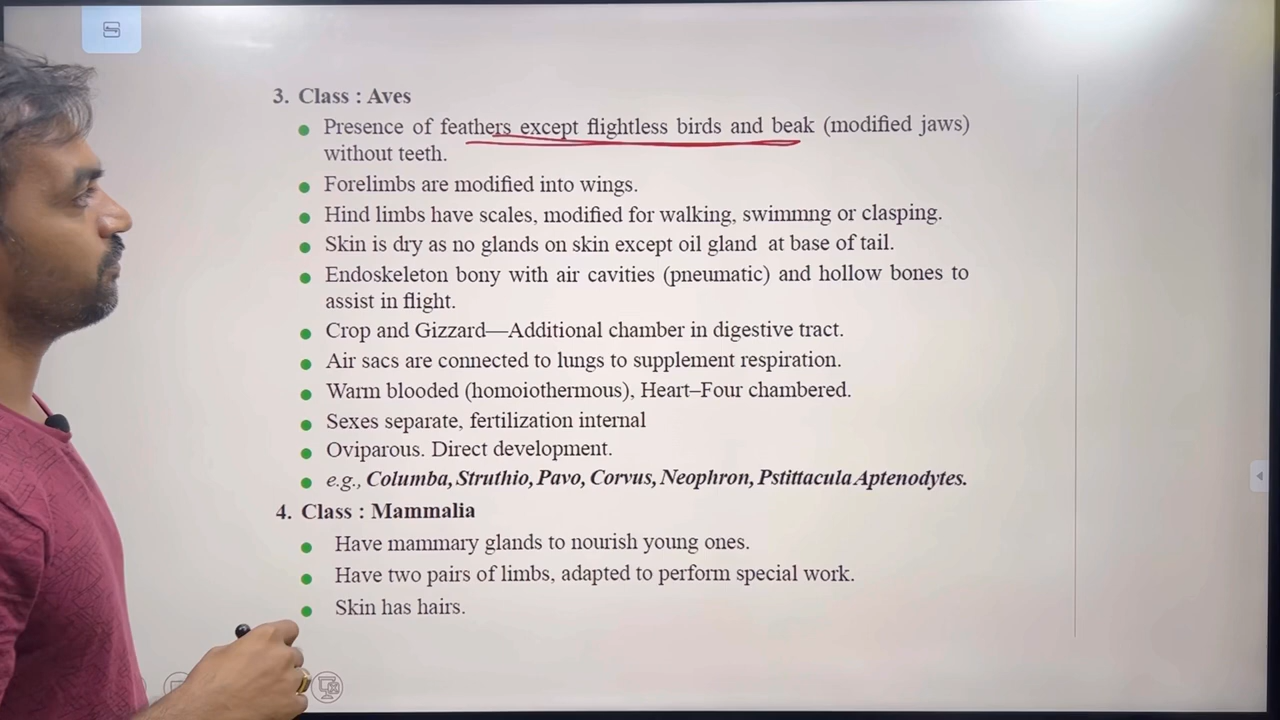 3. Class : Aves
● Presence of feathers except flightless birds and beak (modified jaws)
without teeth.
● Forelimbs are modified into wings.
● Hind limbs have scales, modified for walking, swimmng or clasping.
● Skin is dry as no glands on skin except oil gland at base of tail.
● Endoskeleton bony with air cavities (pneumatic) and hollow bones to
assist in flight.
● Crop and Gizzard—Additional chamber in digestive tract.
● Air sacs are connected to lungs to supplement respiration.
● Warm blooded (homoiothermous), Heart–Four chambered.
● Sexes separate, fertilization internal
● Oviparous. Direct development.
● e.g., Columba, Struthio, Pavo, Corvus, Neophron, Pstittacula Aptenodytes.
4. Class : Mammalia
● Have mammary glands to nourish young ones.
● Have two pairs of limbs, adapted to perform special work.
● Skin has hairs.